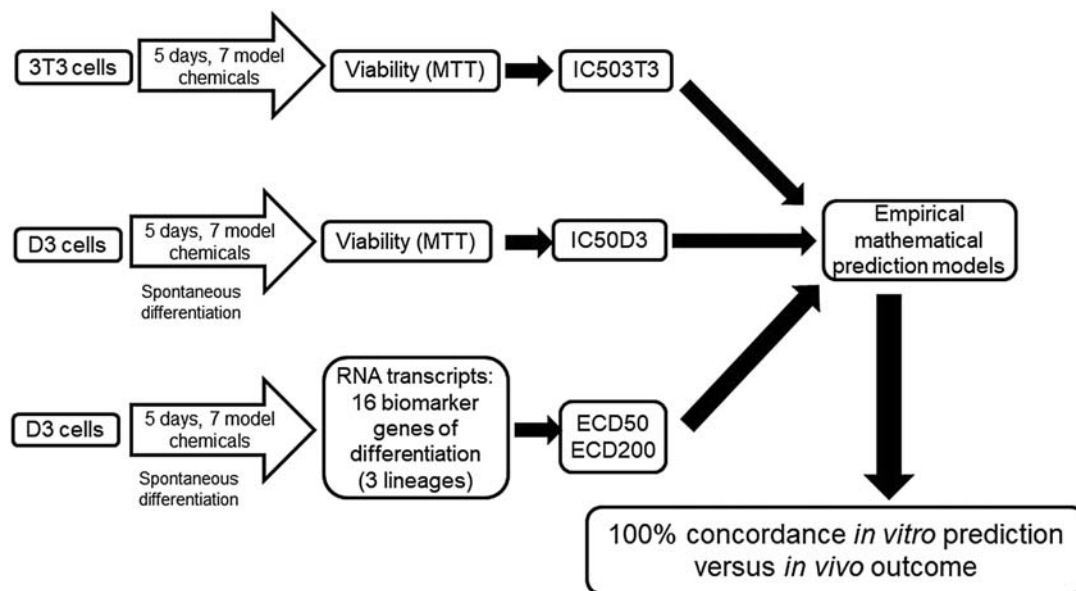 3T3 cells
5 days, 7 model
chemicals
Viability (MTT)
IC503T3
D3 cells
5 days, 7 model
chemicals
Spontaneous
differentiation
Viability (MTT)
IC50D3
Empirical
mathematical
prediction models
D3 cells
5 days, 7 model
chemicals
Spontaneous
differentiation
RNA transcripts:
16 biomarker
genes of
differentiation
(3 lineages)
ECD50
ECD200
100% concordance in vitro prediction
versus in vivo outcome